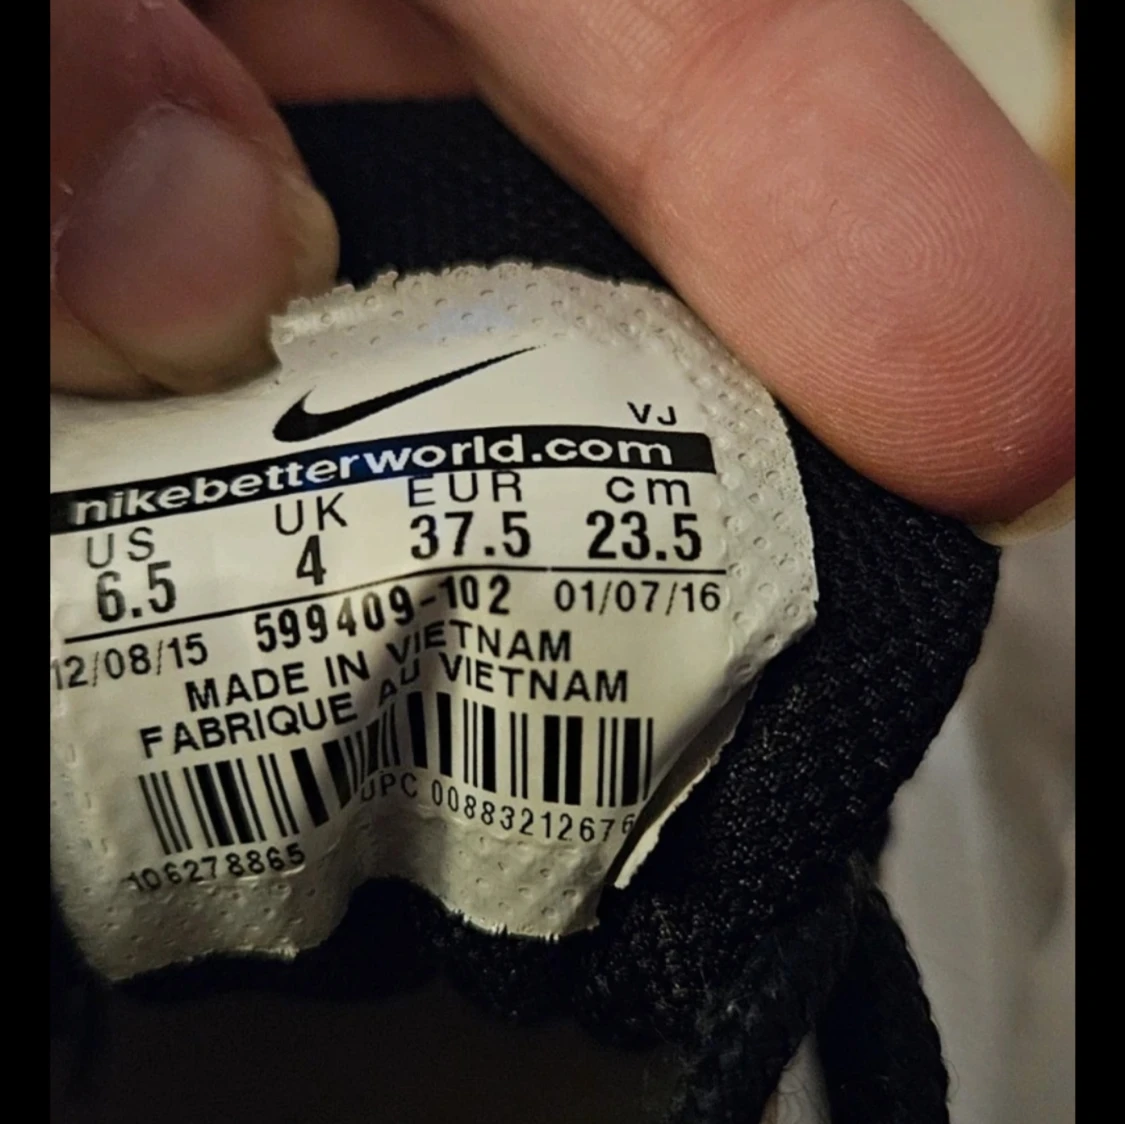 VJ
nikebetterworld.com
US UK EUR cm
6.5 4 37.5 23.5
12/08/15 599409-102 01/07/16
MADE IN VIETNAM
FABRIQUE AU VIETNAM
UPC 00883212676
106278865